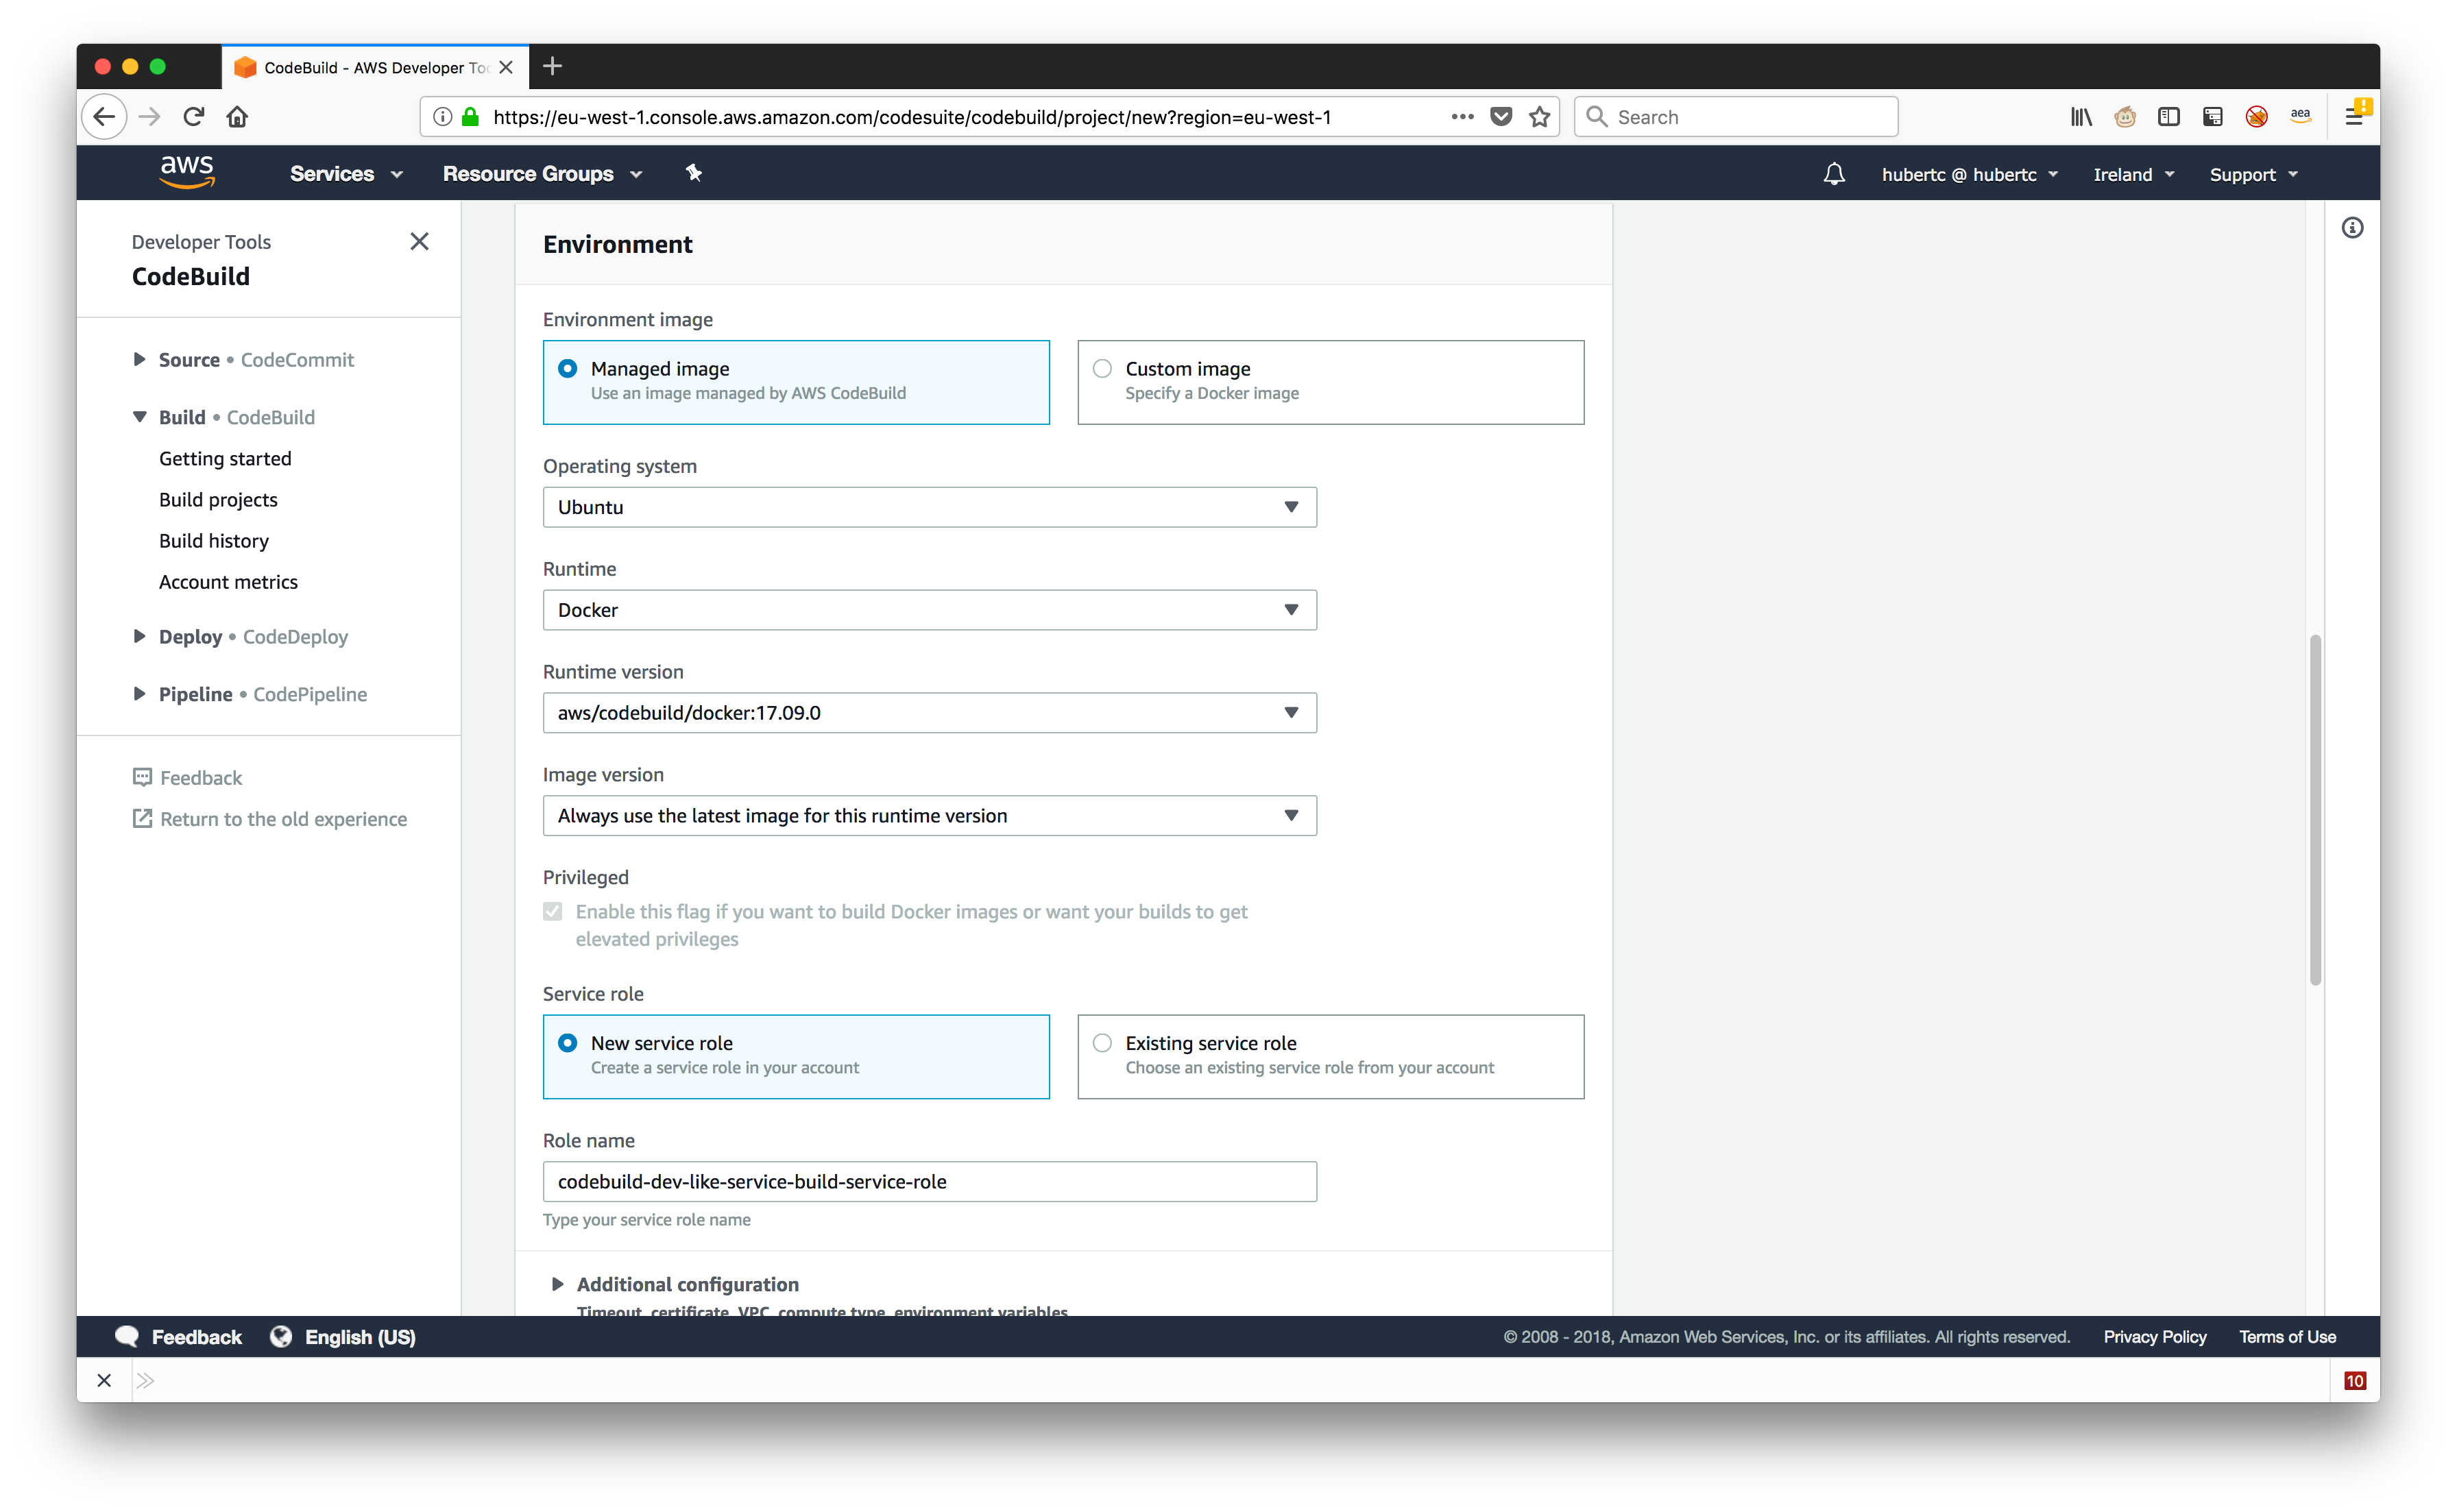 CodeBuild - AWS Developer Too
https://eu-west-1.console.aws.amazon.com/codesuite/codebuild/project/new?region=eu-west-1
Search
aea
aws
Services
Resource Groups
hubertc @ hubertc
Ireland
Support
Developer Tools
CodeBuild
Source • CodeCommit
Build • CodeBuild
Getting started
Build projects
Build history
Account metrics
Deploy • CodeDeploy
Pipeline • CodePipeline
Feedback
Return to the old experience
Environment
Environment image
Managed image
Use an image managed by AWS CodeBuild
Custom image
Specify a Docker image
Operating system
Ubuntu
Runtime
Docker
Runtime version
aws/codebuild/docker:17.09.0
Image version
Always use the latest image for this runtime version
Privileged
Enable this flag if you want to build Docker images or want your builds to get
elevated privileges
Service role
New service role
Create a service role in your account
Existing service role
Choose an existing service role from your account
Role name
codebuild-dev-like-service-build-service-role
Type your service role name
Additional configuration
Timeout, certificate, VPC, compute type, environment variables
Feedback
English (US)
© 2008 - 2018, Amazon Web Services, Inc. or its affiliates. All rights reserved.
Privacy Policy
Terms of Use
10